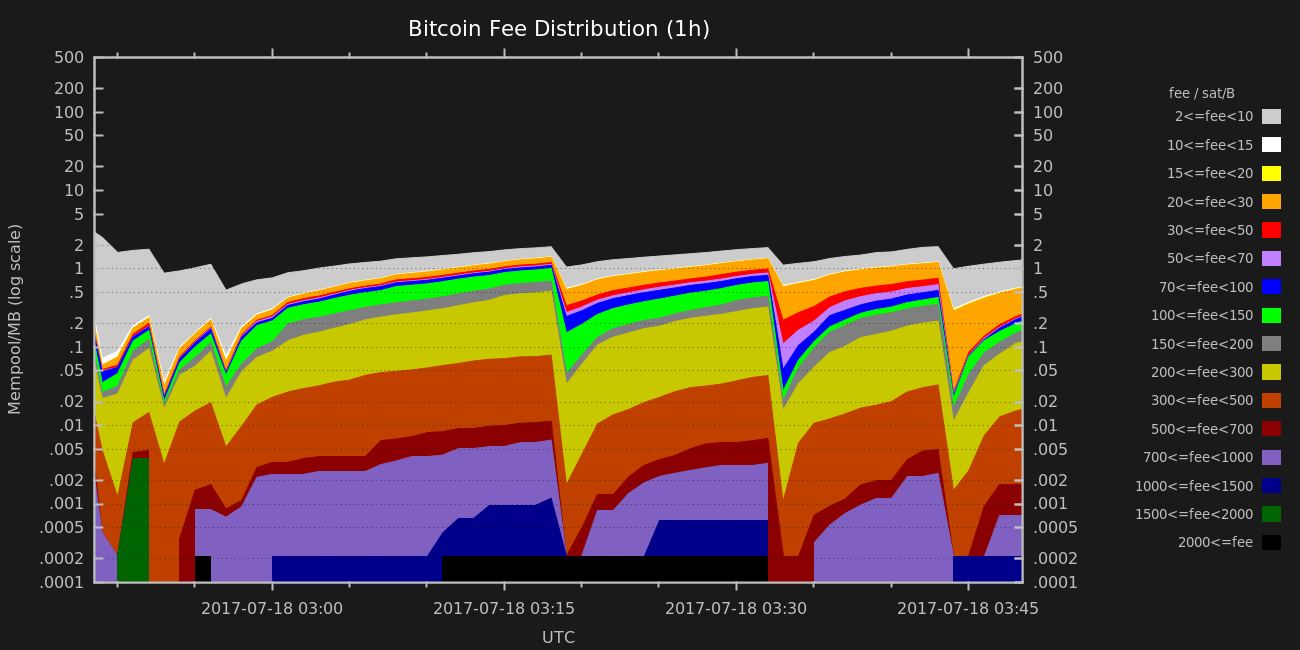 Bitcoin Fee Distribution (1h)
500 500
200 200
100 100
50 50
20 20
10 10
5 5
2 2
1 1
.5 .5
.2 .2
.1 .1
.05 .05
.02 .02
.01 .01
.005 .005
.002 .002
.001 .001
.0005 .0005
.0002 .0002
.0001 .0001
Mempool/MB (log scale)
2017-07-18 03:00 2017-07-18 03:15 2017-07-18 03:30 2017-07-18 03:45
UTC
fee / sat/B
2<=fee<10
10<=fee<15
15<=fee<20
20<=fee<30
30<=fee<50
50<=fee<70
70<=fee<100
100<=fee<150
150<=fee<200
200<=fee<300
300<=fee<500
500<=fee<700
700<=fee<1000
1000<=fee<1500
1500<=fee<2000
2000<=fee